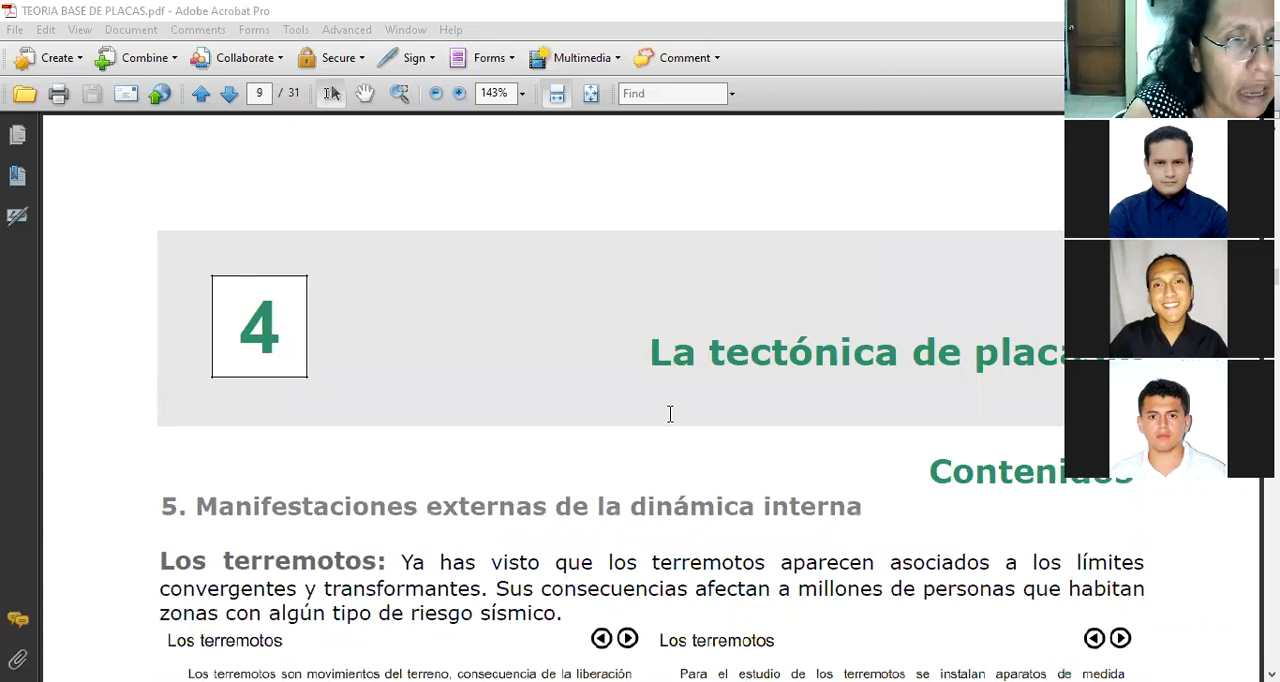 TEORIA BASE DE PLACAS.pdf - Adobe Acrobat Pro
File Edit View Document Comments Forms Tools Advanced Window Help
Create Combine Collaborate Secure Sign Forms Multimedia Comment
9 / 31 143% Find
4
La tectónica de placa
Contenidos
5. Manifestaciones externas de la dinámica interna
Los terremotos: Ya has visto que los terremotos aparecen asociados a los límites
convergentes y transformantes. Sus consecuencias afectan a millones de personas que habitan
zonas con algún tipo de riesgo sísmico.
Los terremotos
Los terremotos son movimientos del terreno, consecuencia de la liberación
Los terremotos
Para el estudio de los terremotos se instalan aparatos de medida